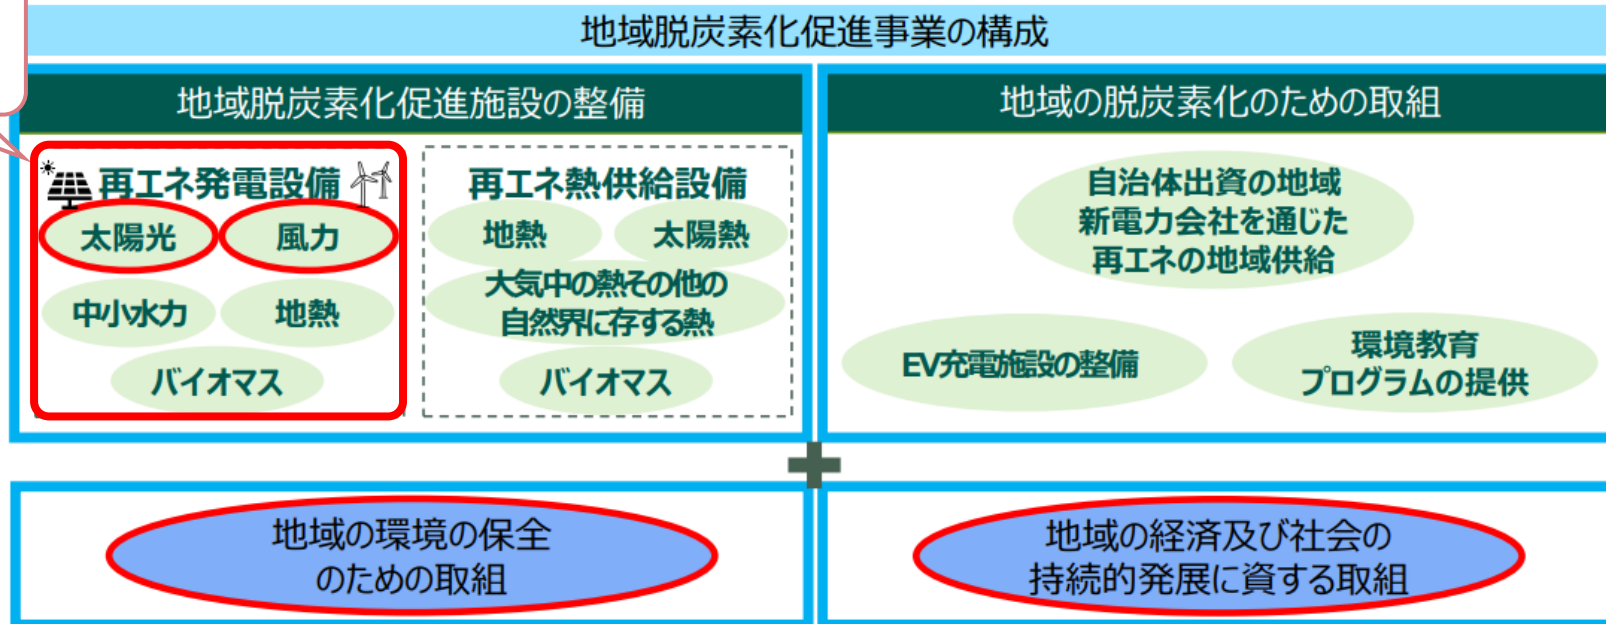 地域脱炭素化促進事業の構成
地域脱炭素化促進施設の整備
再エネ発電設備
太陽光
風力
中小水力
地熱
バイオマス
再エネ熱供給設備
地熱
太陽熱
大気中の熱その他の
自然界に存する熱
バイオマス
地域の脱炭素化のための取組
自治体出資の地域
新電力会社を通じた
再エネの地域供給
EV充電施設の整備
環境教育
プログラムの提供
地域の環境の保全
のための取組
地域の経済及び社会の
持続的発展に資する取組